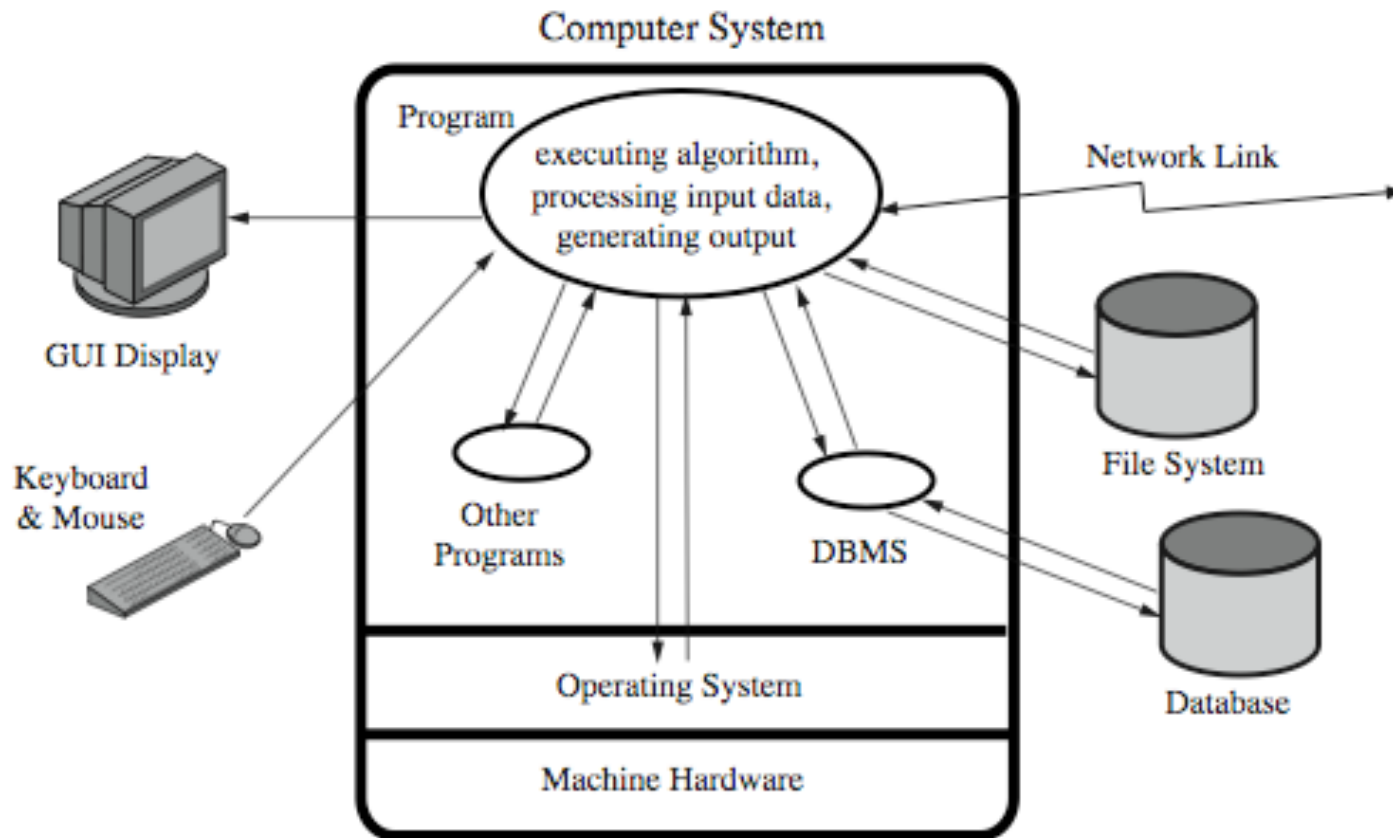 Computer System
Program
executing algorithm,
processing input data,
generating output
Network Link
GUI Display
File System
Keyboard
& Mouse
Other
Programs
DBMS
Operating System
Database
Machine Hardware